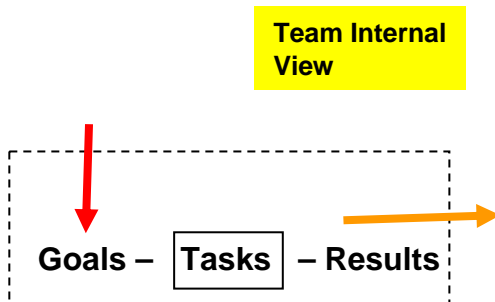 Team Internal
View
Goals – Tasks – Results